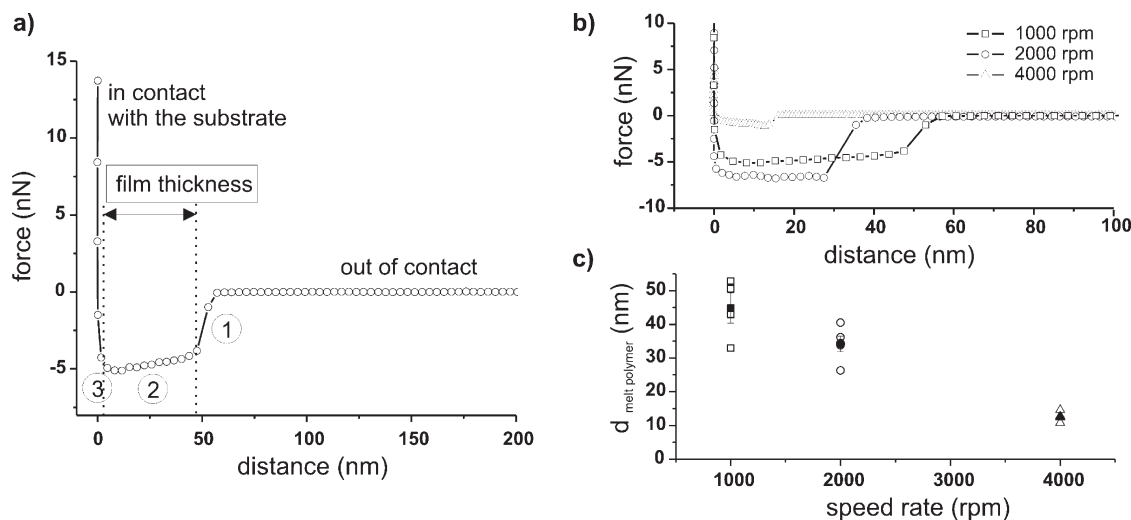 a)
15
10
5
0
-5
force (nN)
in contact
with the substrate
film thickness
out of contact
1
2
3
0
50
100
150
200
distance (nm)
b)
10
5
0
-5
-10
force (nN)
1000 rpm
2000 rpm
4000 rpm
0
20
40
60
80
100
distance (nm)
c)
50
40
30
20
10
0
d melt polymer (nm)
1000
2000
3000
4000
speed rate (rpm)